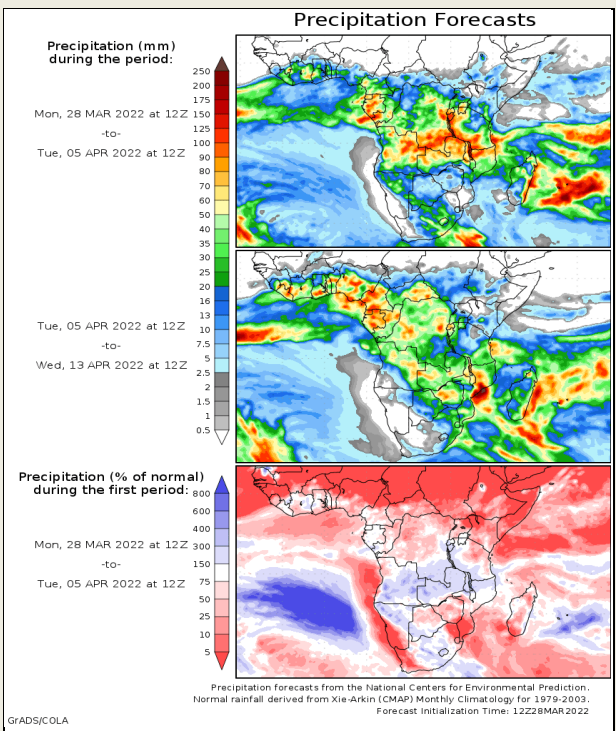 Precipitation Forecasts
Precipitation (mm)
during the period:
Mon, 28 MAR 2022 at 12Z
-to-
Tue, 05 APR 2022 at 12Z
250
200
175
150
125
100
90
80
70
60
50
40
35
30
25
20
16
13
10
7.5
5
2.5
2
1.5
1
0.5
Tue, 05 APR 2022 at 12Z
-to-
Wed, 13 APR 2022 at 12Z
Precipitation (% of normal)
during the first period:
Mon, 28 MAR 2022 at 12Z
-to-
Tue, 05 APR 2022 at 12Z
800
600
400
300
150
75
50
25
10
5
Precipitation forecasts from the National Centers for Environmental Prediction.
Normal rainfall derived from Xie-Arkin (CMAP) Monthly Climatology for 1979-2003.
Forecast Initialization Time: 12Z28MAR2022
GrADS/COLA